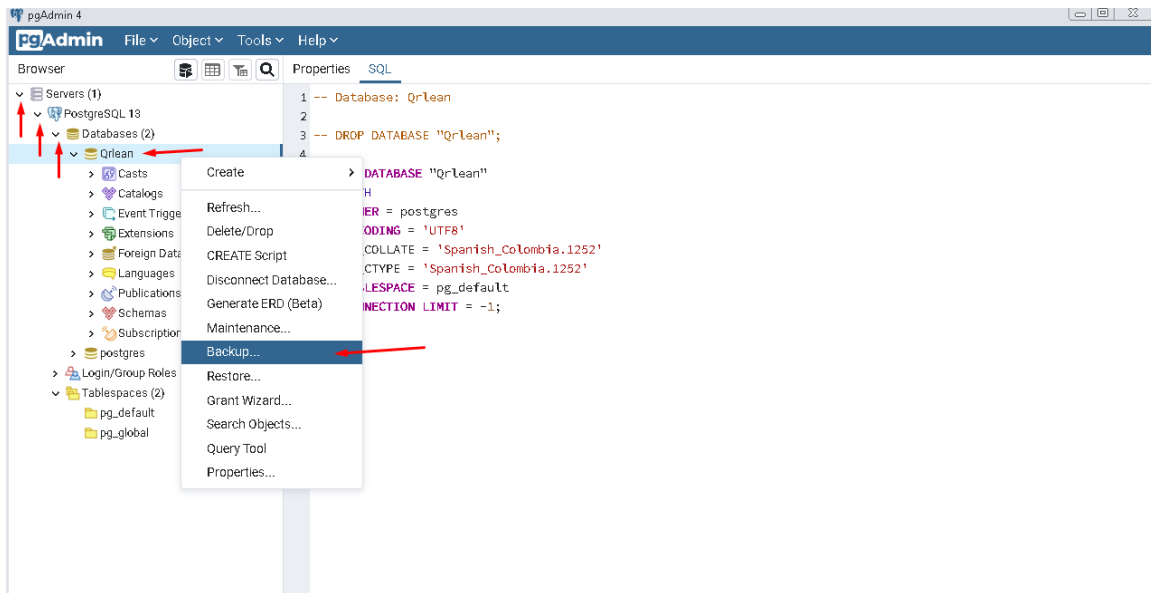 pgAdmin 4
pgAdmin File Object Tools Help
Browser
Properties SQL
Servers (1)
PostgreSQL 13
Databases (2)
Qrlean
Casts
Catalogs
Event Trigge
Extensions
Foreign Data
Languages
Publications
Schemas
Subscription
postgres
Login/Group Roles
Tablespaces (2)
pg_default
pg_global
Create
Refresh...
Delete/Drop
CREATE Script
Disconnect Database...
Generate ERD (Beta)
Maintenance...
Backup...
Restore...
Grant Wizard...
Search Objects...
Query Tool
Properties...
1 -- Database: Qrlean
2
3 -- DROP DATABASE "Qrlean";
4
DATABASE "Qrlean"
TH
ER = postgres
ODING = 'UTF8'
_COLLATE = 'Spanish_Colombia.1252'
_CTYPE = 'Spanish_Colombia.1252'
LESPACE = pg_default
NECTION LIMIT = -1;